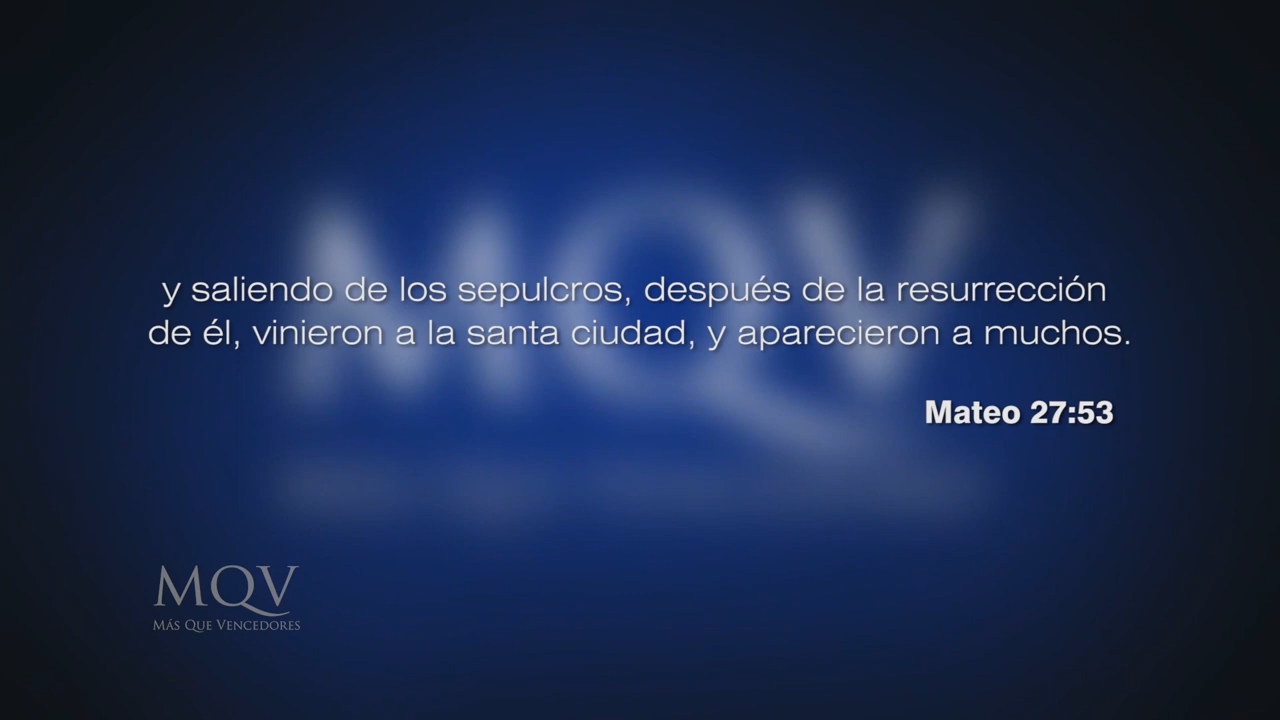 y saliendo de los sepulcros, después de la resurrección
de él, vinieron a la santa ciudad, y aparecieron a muchos.
Mateo 27:53
MQV
MQV
MÁS QUE VENCEDORES